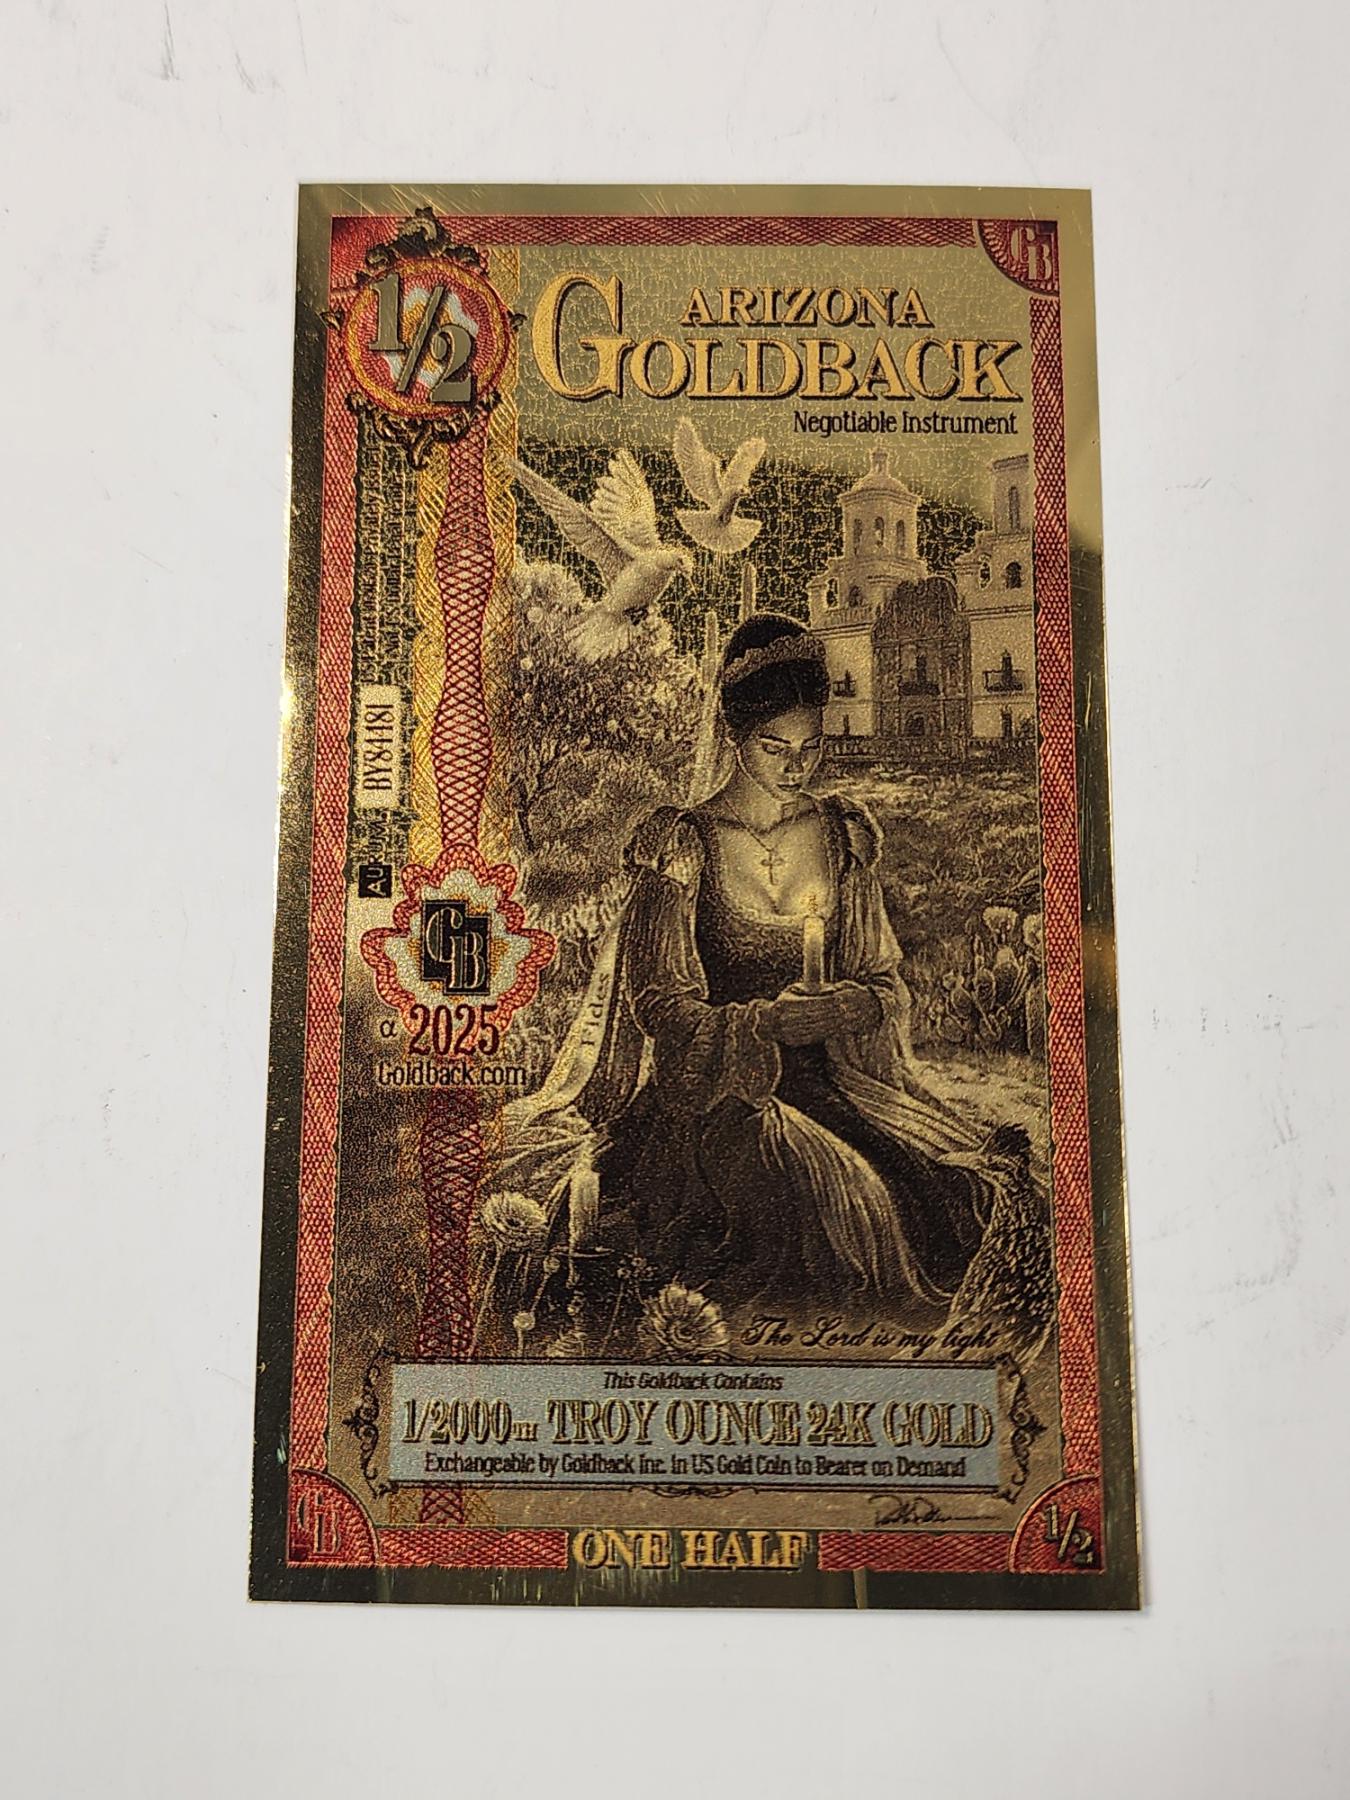 1/2
GB
ARIZONA
GOLDBACK
Negotiable Instrument
BY84181
AURUM
GB
Fides
α 2025
Goldback.com
The Lord is my light
This Goldback Contains
1/2000TH TROY OUNCE 24K GOLD
Exchangeable by Goldback Inc. in US Gold Coin to Bearer on Demand
GB
ONE HALF
1/2